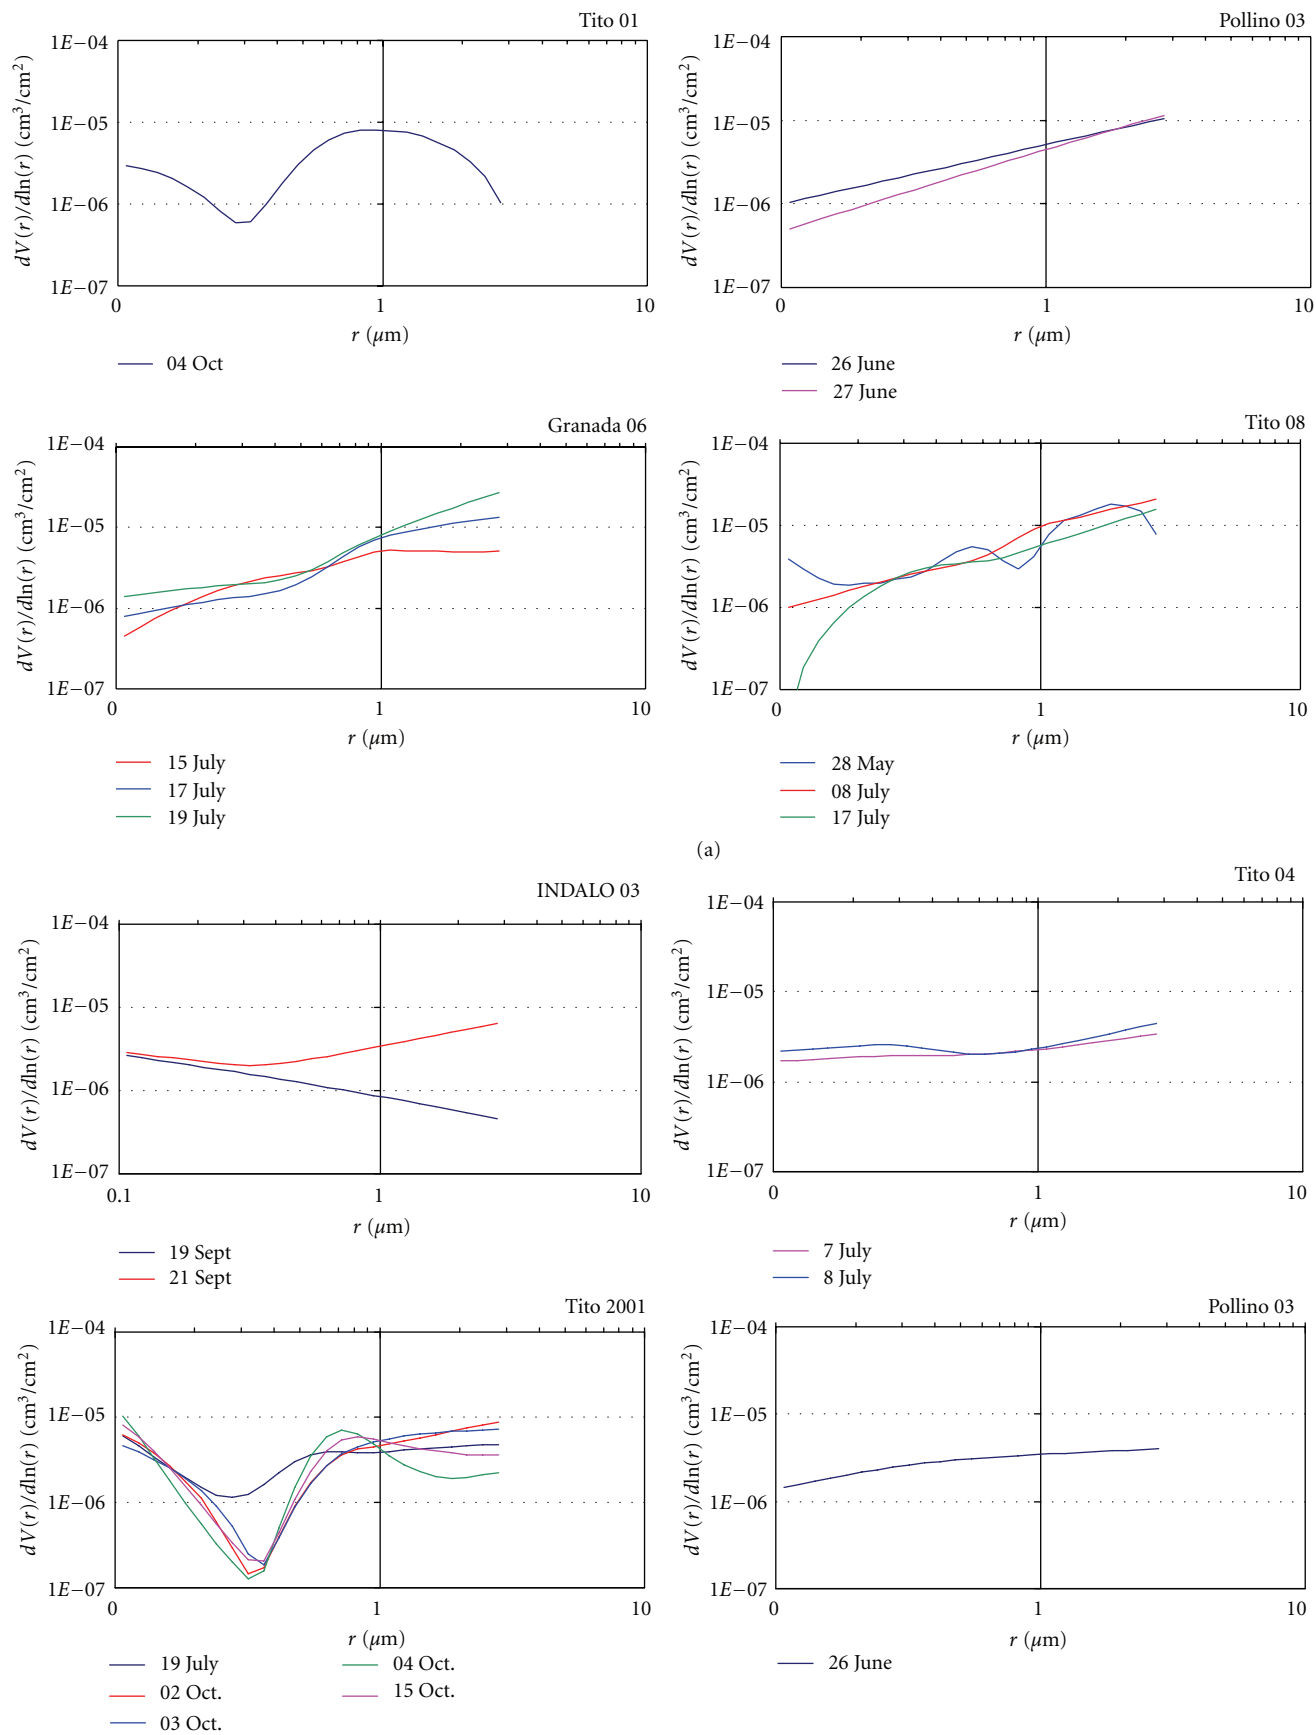 Tito 01
1E−04
1E−05
1E−06
1E−07
dV(r)/dln(r) (cm³/cm²)
0 1 10
r (μm)
04 Oct
Pollino 03
1E−04
1E−05
1E−06
1E−07
dV(r)/dln(r) (cm³/cm²)
0 1 10
r (μm)
26 June
27 June
Granada 06
1E−04
1E−05
1E−06
1E−07
dV(r)/dln(r) (cm³/cm²)
0 1 10
r (μm)
15 July
17 July
19 July
Tito 08
1E−04
1E−05
1E−06
1E−07
dV(r)/dln(r) (cm³/cm²)
0 1 10
r (μm)
28 May
08 July
17 July
(a)
INDALO 03
1E−04
1E−05
1E−06
1E−07
dV(r)/dln(r) (cm³/cm²)
0.1 1 10
r (μm)
19 Sept
21 Sept
Tito 04
1E−04
1E−05
1E−06
1E−07
dV(r)/dln(r) (cm³/cm²)
0 1 10
r (μm)
7 July
8 July
Tito 2001
1E−04
1E−05
1E−06
1E−07
dV(r)/dln(r) (cm³/cm²)
0 1 10
r (μm)
19 July
02 Oct.
03 Oct.
04 Oct.
15 Oct.
Pollino 03
1E−04
1E−05
1E−06
1E−07
dV(r)/dln(r) (cm³/cm²)
0 1 10
r (μm)
26 June